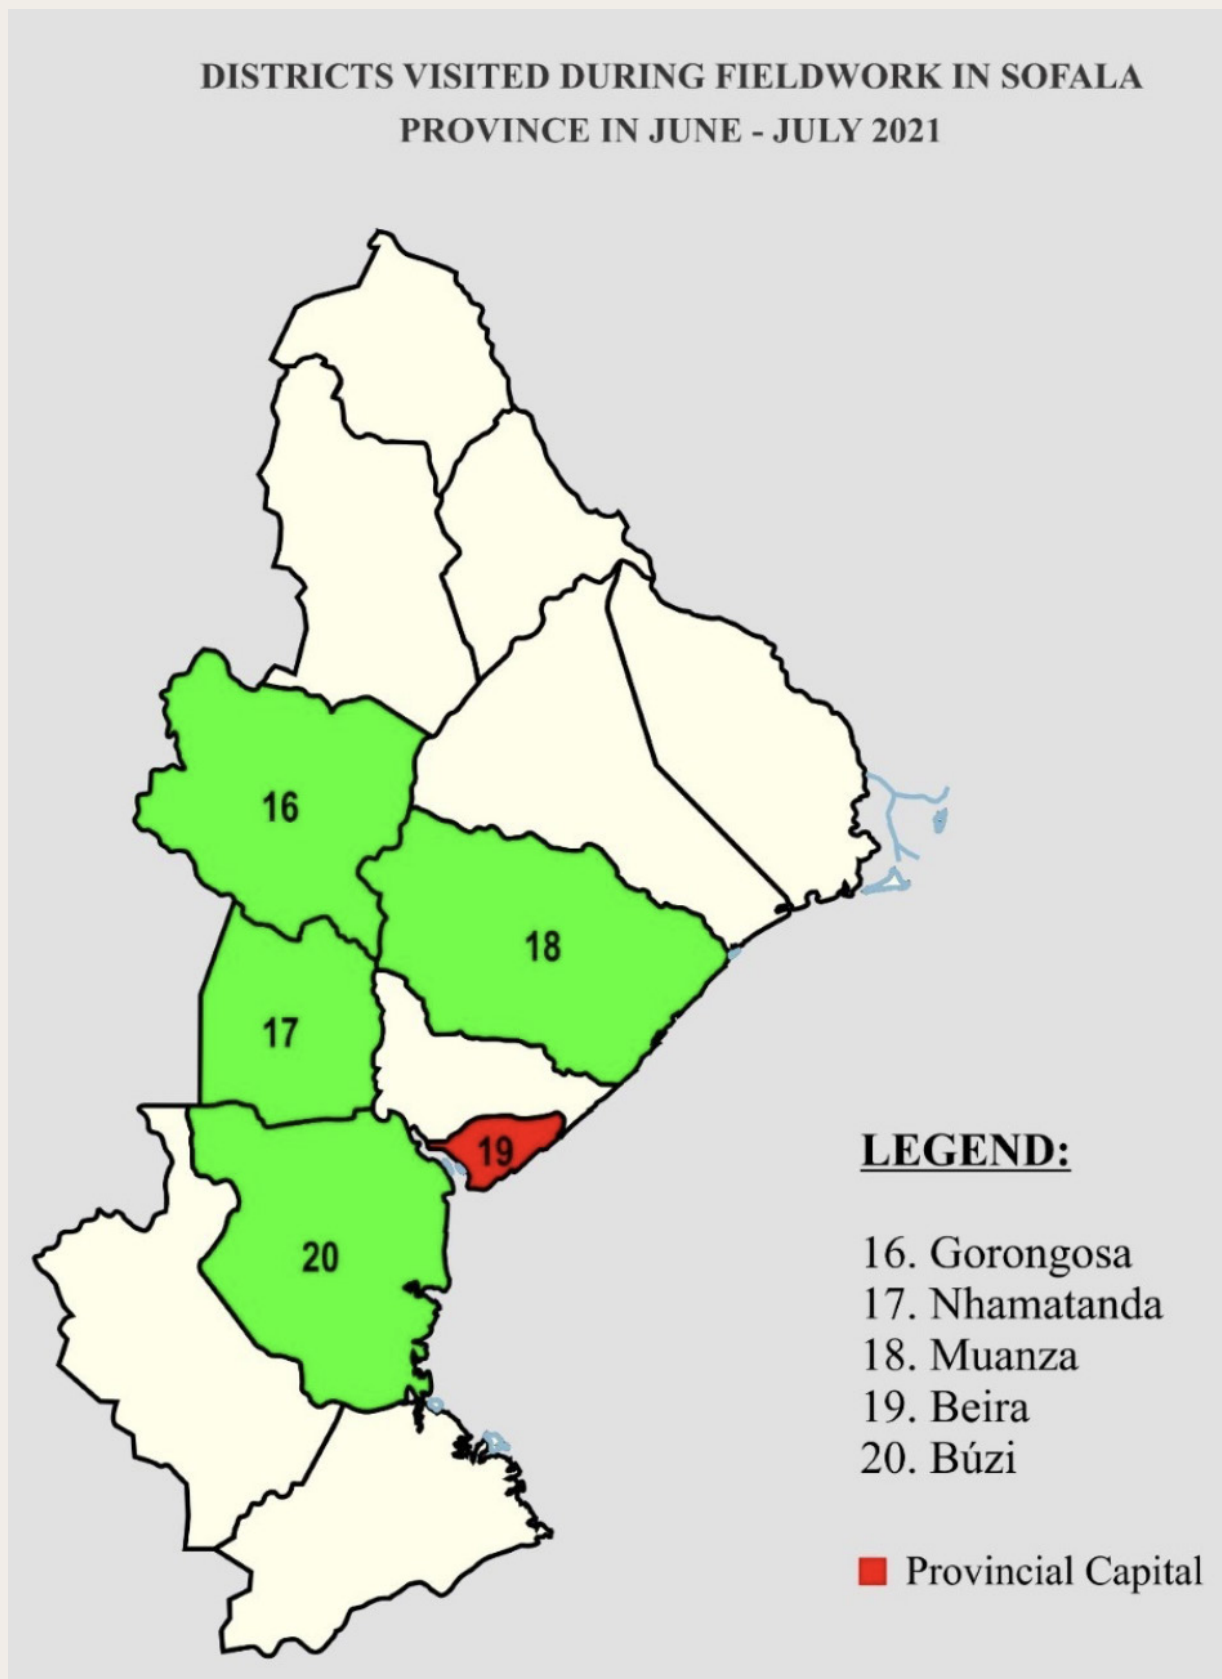 DISTRICTS VISITED DURING FIELDWORK IN SOFALA
PROVINCE IN JUNE - JULY 2021
16
18
17
19
20
LEGEND:
16. Gorongosa
17. Nhamatanda
18. Muanza
19. Beira
20. Búzi
Provincial Capital